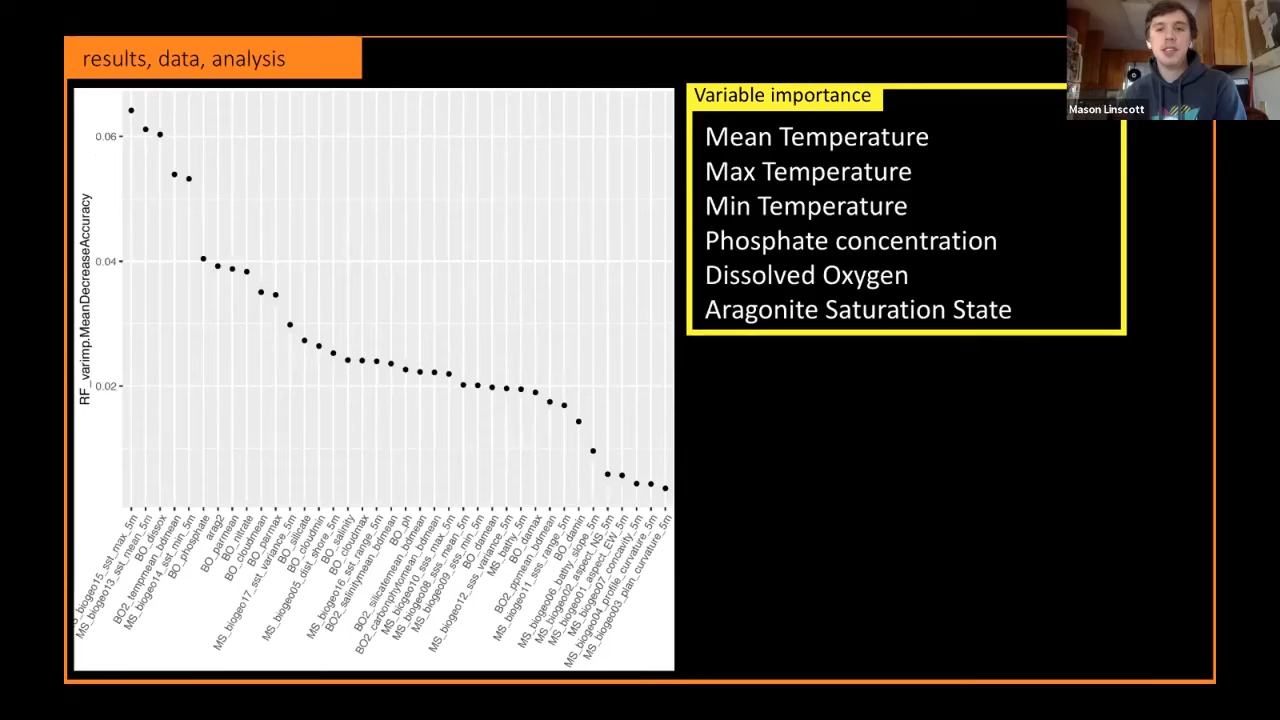 results, data, analysis
Variable importance
Mean Temperature
Max Temperature
Min Temperature
Phosphate concentration
Dissolved Oxygen
Aragonite Saturation State
Mason Linscott
RF_varimp.MeanDecreaseAccuracy
0.06
0.04
0.02
MS_biogeo13_sst_mean_5m
BO_dissox
BO2_tempmean_bdmean
MS_biogeo14_sst_min_5m
BO_phosphate
arag2
BO_parmean
BO_nitrate
BO_cloudmean
BO_parmax
MS_biogeo17_sst_variance_5m
BO_silicate
BO_cloudmin
MS_biogeo05_dist_shore_5m
BO_salinity
BO_cloudmax
MS_biogeo16_sst_range_5m
BO2_salinitymean_bdmean
BO_ph
BO2_silicatemean_bdmean
BO2_carbonphytomean_bdmean
MS_biogeo10_sss_max_5m
MS_biogeo08_sss_mean_5m
MS_biogeo09_sss_min_5m
BO_damean
MS_biogeo12_sss_variance_5m
MS_bathy_5m
BO_damax
BO2_ppmean_bdmean
MS_biogeo11_sss_range_5m
BO_damin
MS_biogeo06_bathy_slope_5m
MS_biogeo02_aspect_NS_5m
MS_biogeo01_aspect_EW_5m
MS_biogeo07_concavity_5m
MS_biogeo04_profile_curvature_5m
MS_biogeo03_plan_curvature_5m